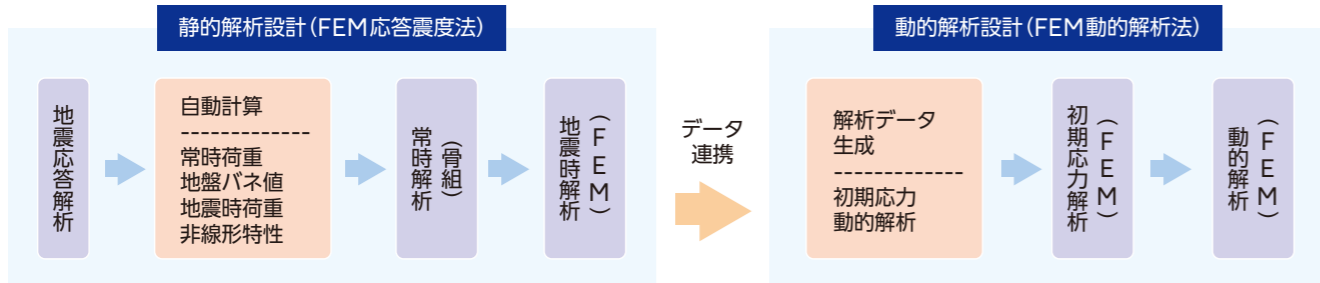 静的解析設計(FEM応答震度法)
地震応答解析
自動計算
-------------
常時荷重
地盤バネ値
地震時荷重
非線形特性
常時解析
(骨組)
地震時解析
(FEM)
データ
連携
動的解析設計(FEM動的解析法)
解析データ
生成
-------------
初期応力
動的解析
初期応力解析
(FEM)
動的解析
(FEM)